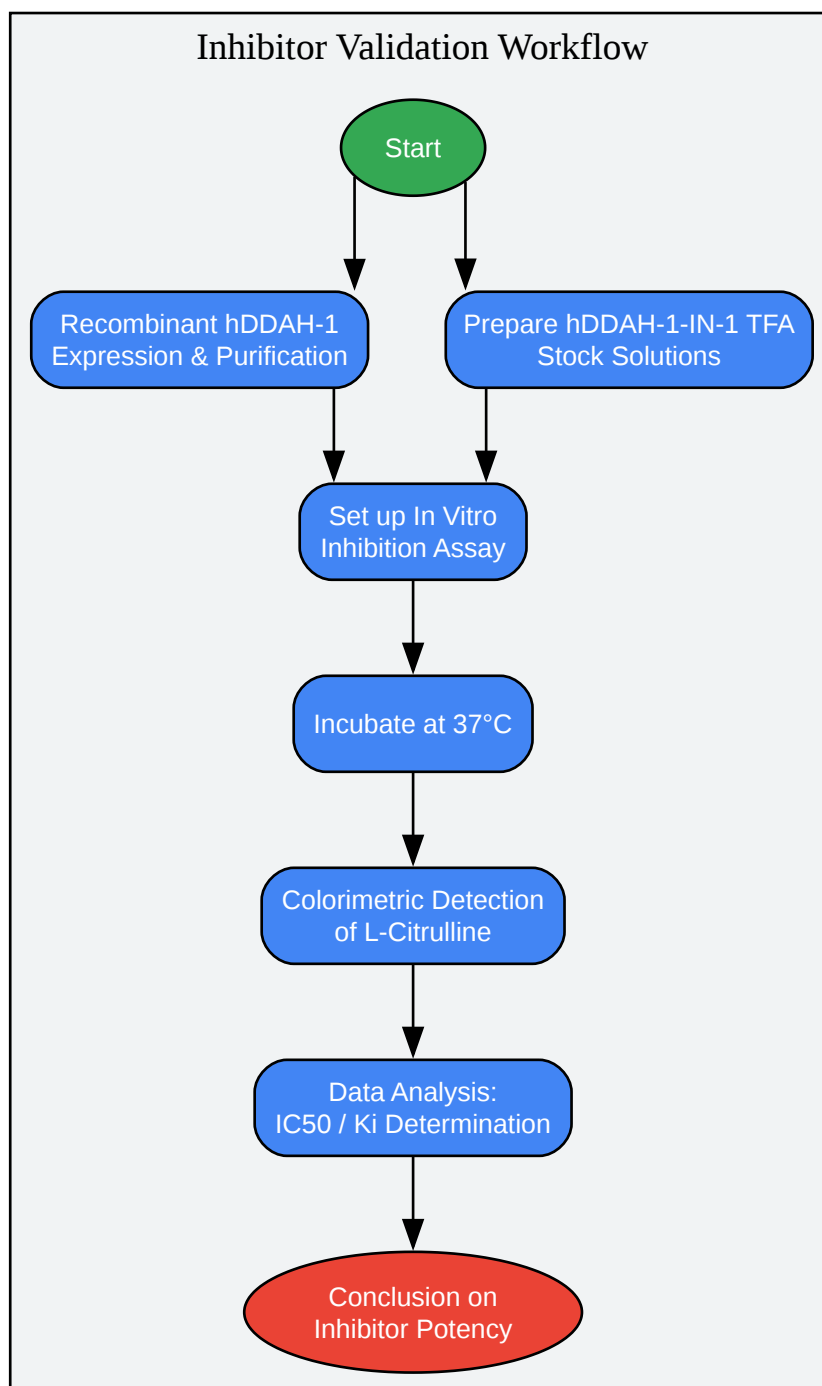 Inhibitor Validation Workflow
Start
Recombinant hDDAH-1
Expression & Purification
Prepare hDDAH-1-IN-1 TFA
Stock Solutions
Set up In Vitro
Inhibition Assay
Incubate at 37°C
Colorimetric Detection
of L-Citrulline
Data Analysis:
IC50 / Ki Determination
Conclusion on
Inhibitor Potency